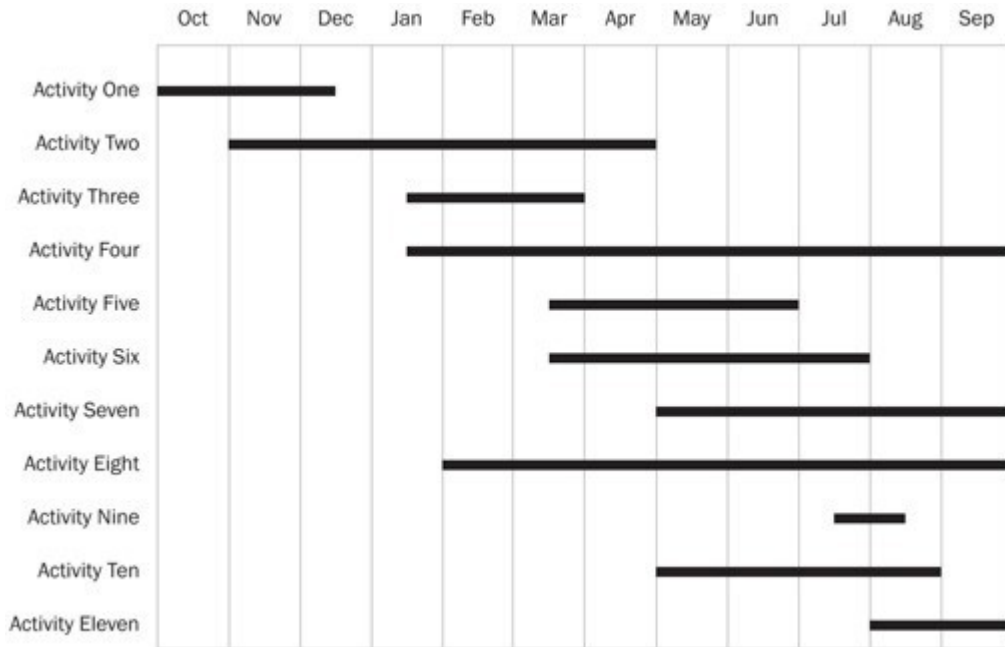 Oct Nov Dec Jan Feb Mar Apr May Jun Jul Aug Sep
Activity One
Activity Two
Activity Three
Activity Four
Activity Five
Activity Six
Activity Seven
Activity Eight
Activity Nine
Activity Ten
Activity Eleven